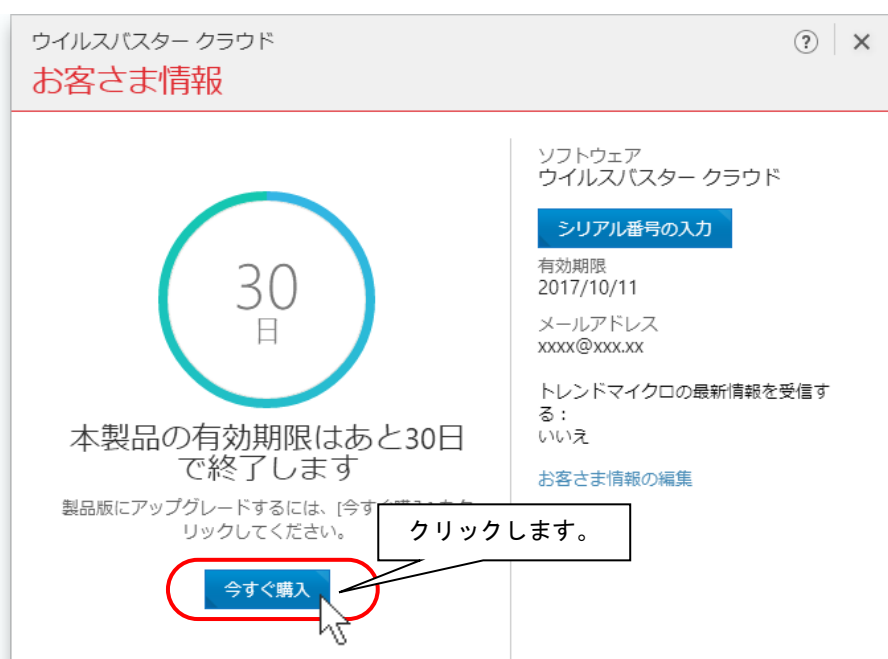 ウイルスバスター クラウド
お客さま情報
30
日
本製品の有効期限はあと30日
で終了します
製品版にアップグレードするには、[今す
リックしてください。
今すぐ購入
クリックします。
ソフトウェア
ウイルスバスター クラウド
シリアル番号の入力
有効期限
2017/10/11
メールアドレス
xxxx@xxx.xx
トレンドマイクロの最新情報を受信す
る：
いいえ
お客さま情報の編集